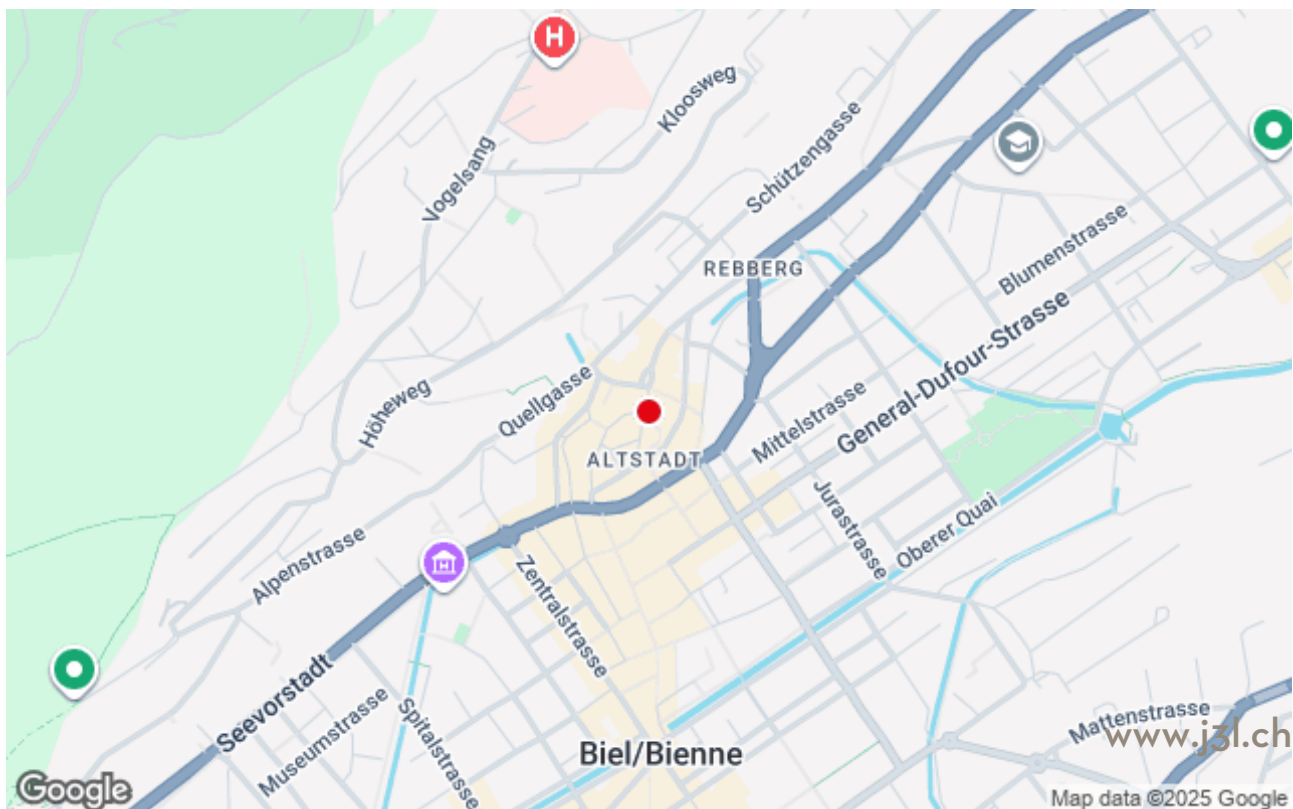 H
Kloosweg
Vogelsang
Schützengasse
REBBERG
Blumenstrasse
General-Dufour-Strasse
Höheweg
Quellgasse
Mittelstrasse
ALTSTADT
Jurastrasse
Oberer Quai
Alpenstrasse
Zentralstrasse
Seevorstadt
Museumstrasse
Spitalstrasse
Mattenstrasse
www.j3l.ch
Biel/Bienne
Google
Map data ©2025 Google